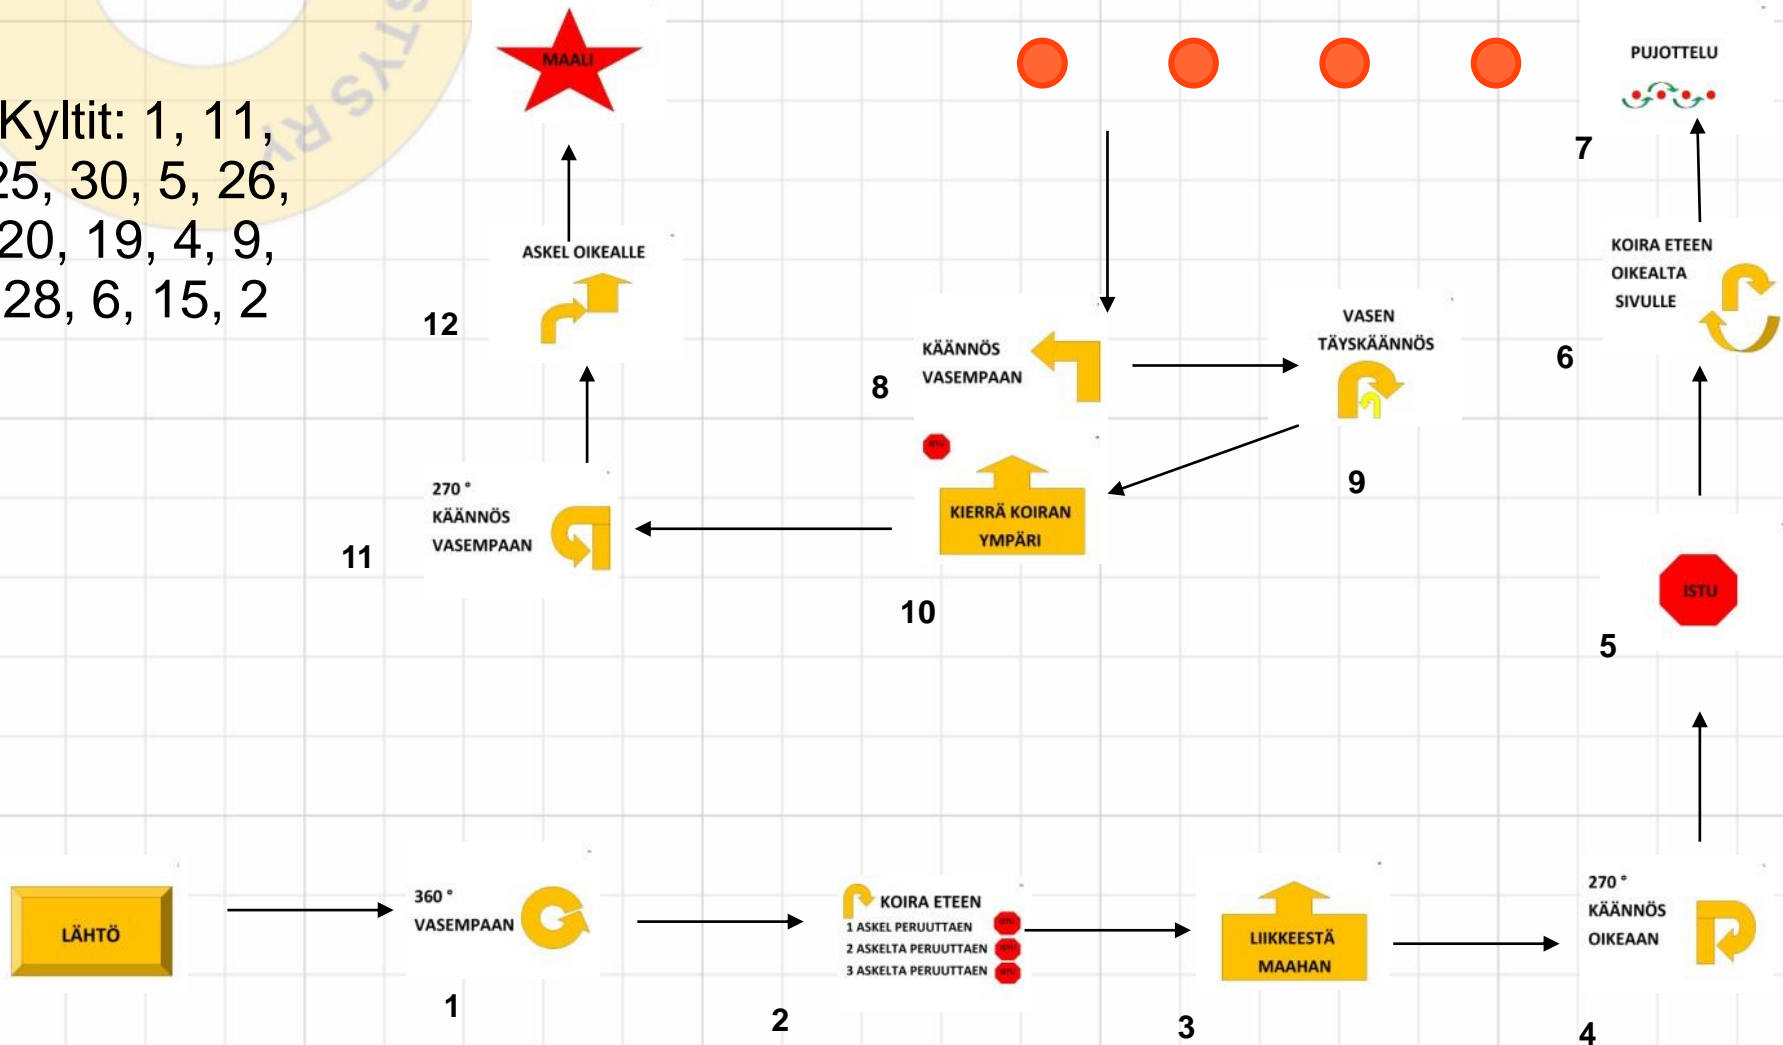 STYS RY
Kyltit: 1, 11,
25, 30, 5, 26,
20, 19, 4, 9,
28, 6, 15, 2
MAALI
PUJOTTELU
7
ASKEL OIKEALLE
12
KOIRA ETEEN
OIKEALTA
SIVULLE
6
KÄÄNNÖS
VASEMPAAN
8
VASEN
TÄYSKÄÄNNÖS
9
KIERRÄ KOIRAN
YMPÄRI
10
270 °
KÄÄNNÖS
VASEMPAAN
11
ISTU
5
LÄHTÖ
360 °
VASEMPAAN
1
KOIRA ETEEN
1 ASKEL PERUUTTAEN
2 ASKELTA PERUUTTAEN
3 ASKELTA PERUUTTAEN
2
LIIKKEESTÄ
MAAHAN
3
270 °
KÄÄNNÖS
OIKEAAN
4